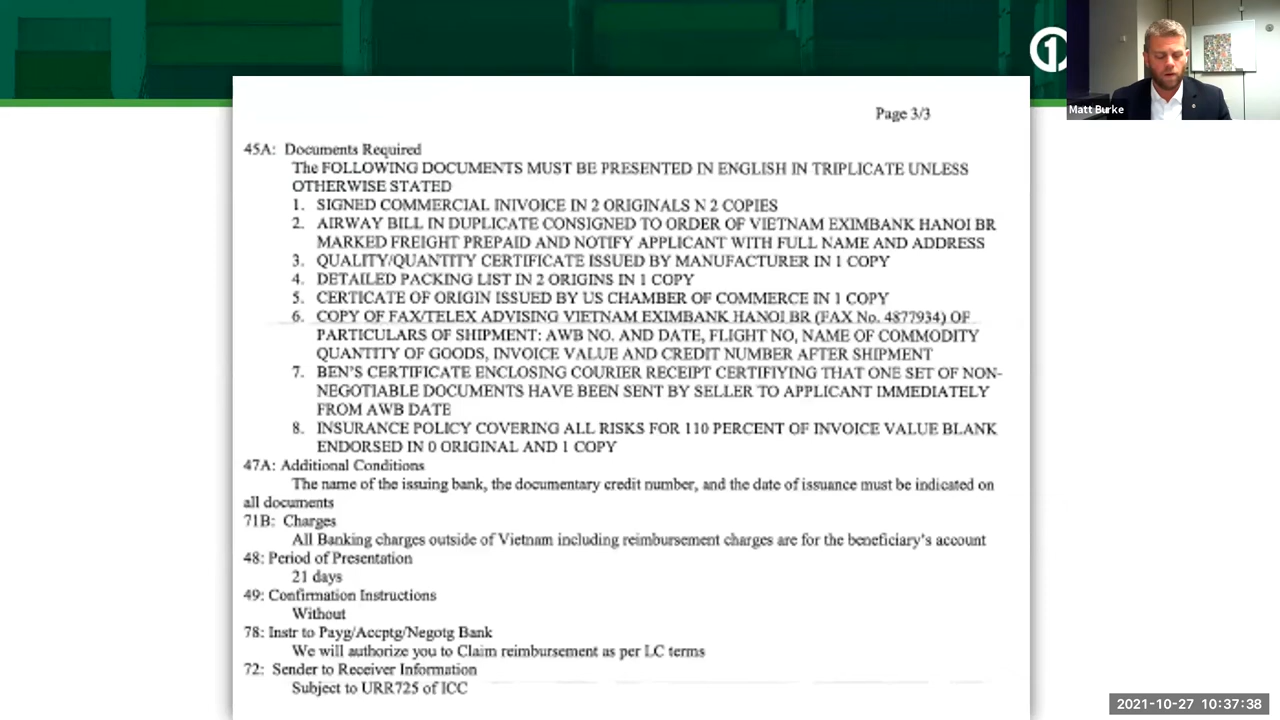 1
Matt Burke
Page 3/3
45A: Documents Required
The FOLLOWING DOCUMENTS MUST BE PRESENTED IN ENGLISH IN TRIPLICATE UNLESS
OTHERWISE STATED
1. SIGNED COMMERCIAL INIVOICE IN 2 ORIGINALS N 2 COPIES
2. AIRWAY BILL IN DUPLICATE CONSIGNED TO ORDER OF VIETNAM EXIMBANK HANOI BR
MARKED FREIGHT PREPAID AND NOTIFY APPLICANT WITH FULL NAME AND ADDRESS
3. QUALITY/QUANTITY CERTIFICATE ISSUED BY MANUFACTURER IN 1 COPY
4. DETAILED PACKING LIST IN 2 ORIGINS IN 1 COPY
5. CERTICATE OF ORIGIN ISSUED BY US CHAMBER OF COMMERCE IN 1 COPY
6. COPY OF FAX/TELEX ADVISING VIETNAM EXIMBANK HANOI BR (FAX No. 4877934) OF
PARTICULARS OF SHIPMENT: AWB NO. AND DATE, FLIGHT NO, NAME OF COMMODITY
QUANTITY OF GOODS, INVOICE VALUE AND CREDIT NUMBER AFTER SHIPMENT
7. BEN'S CERTIFICATE ENCLOSING COURIER RECEIPT CERTIFIYING THAT ONE SET OF NON-
NEGOTIABLE DOCUMENTS HAVE BEEN SENT BY SELLER TO APPLICANT IMMEDIATELY
FROM AWB DATE
8. INSURANCE POLICY COVERING ALL RISKS FOR 110 PERCENT OF INVOICE VALUE BLANK
ENDORSED IN 0 ORIGINAL AND 1 COPY
47A: Additional Conditions
The name of the issuing bank, the documentary credit number, and the date of issuance must be indicated on
all documents
71B: Charges
All Banking charges outside of Vietnam including reimbursement charges are for the beneficiary's account
48: Period of Presentation
21 days
49: Confirmation Instructions
Without
78: Instr to Payg/Accptg/Negotg Bank
We will authorize you to Claim reimbursement as per LC terms
72: Sender to Receiver Information
Subject to URR725 of ICC
2021-10-27 10:37:38